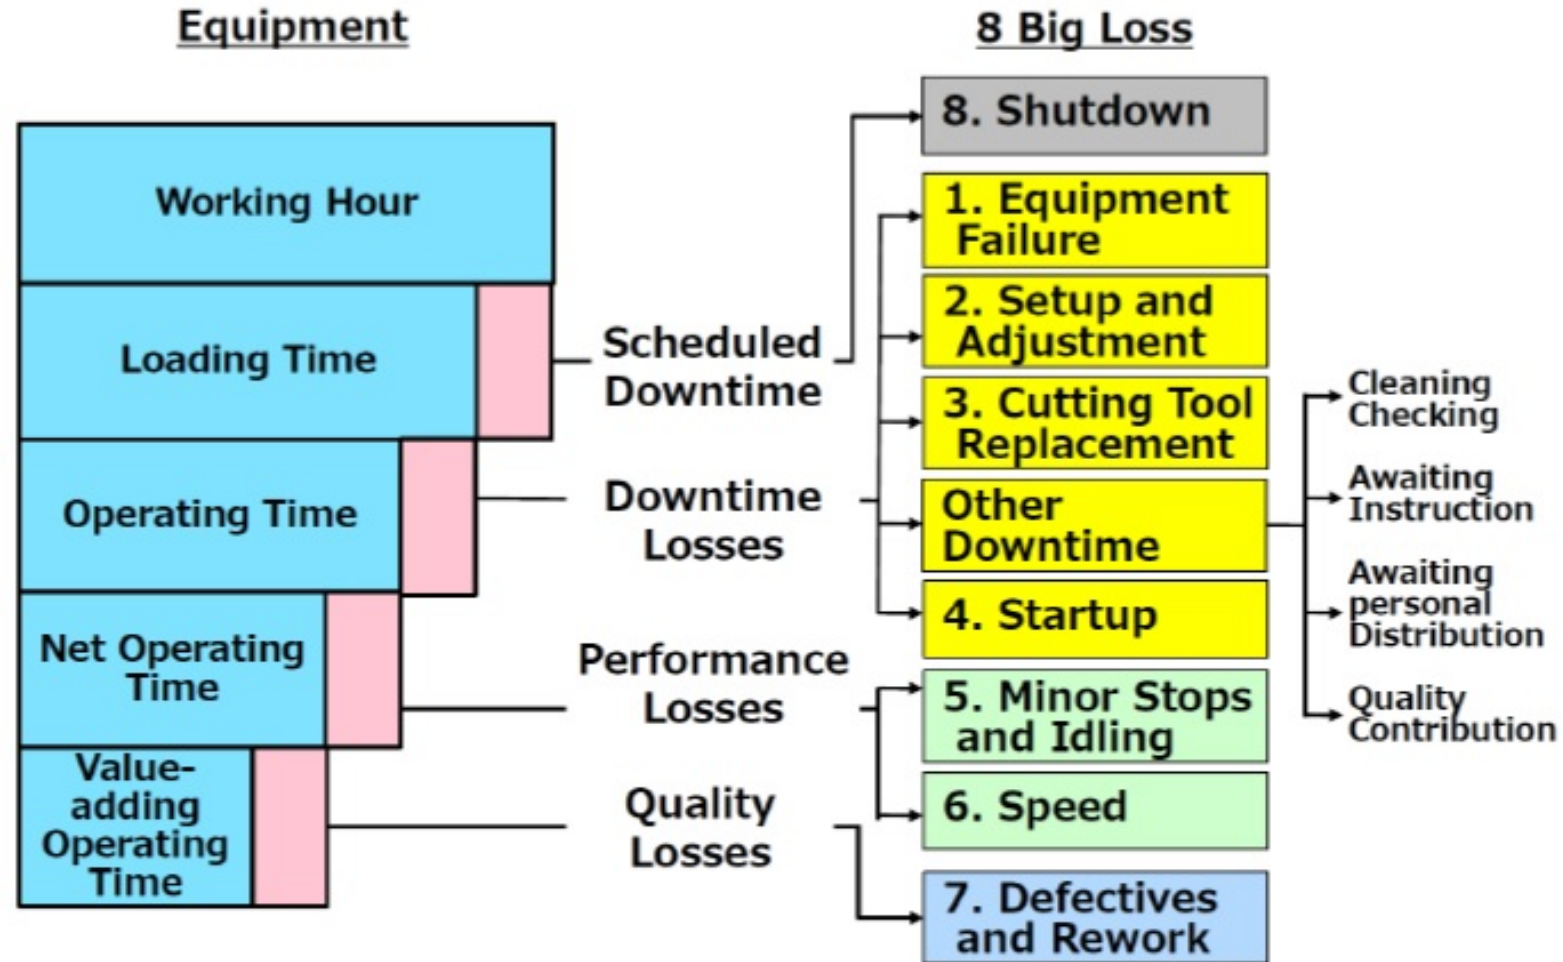 Equipment
Working Hour
Loading Time
Operating Time
Net Operating
Time
Value-
adding
Operating
Time
Scheduled
Downtime
Downtime
Losses
Performance
Losses
Quality
Losses
8 Big Loss
8. Shutdown
1. Equipment
Failure
2. Setup and
Adjustment
3. Cutting Tool
Replacement
Other
Downtime
4. Startup
5. Minor Stops
and Idling
6. Speed
7. Defectives
and Rework
Cleaning
Checking
Awaiting
Instruction
Awaiting
personal
Distribution
Quality
Contribution